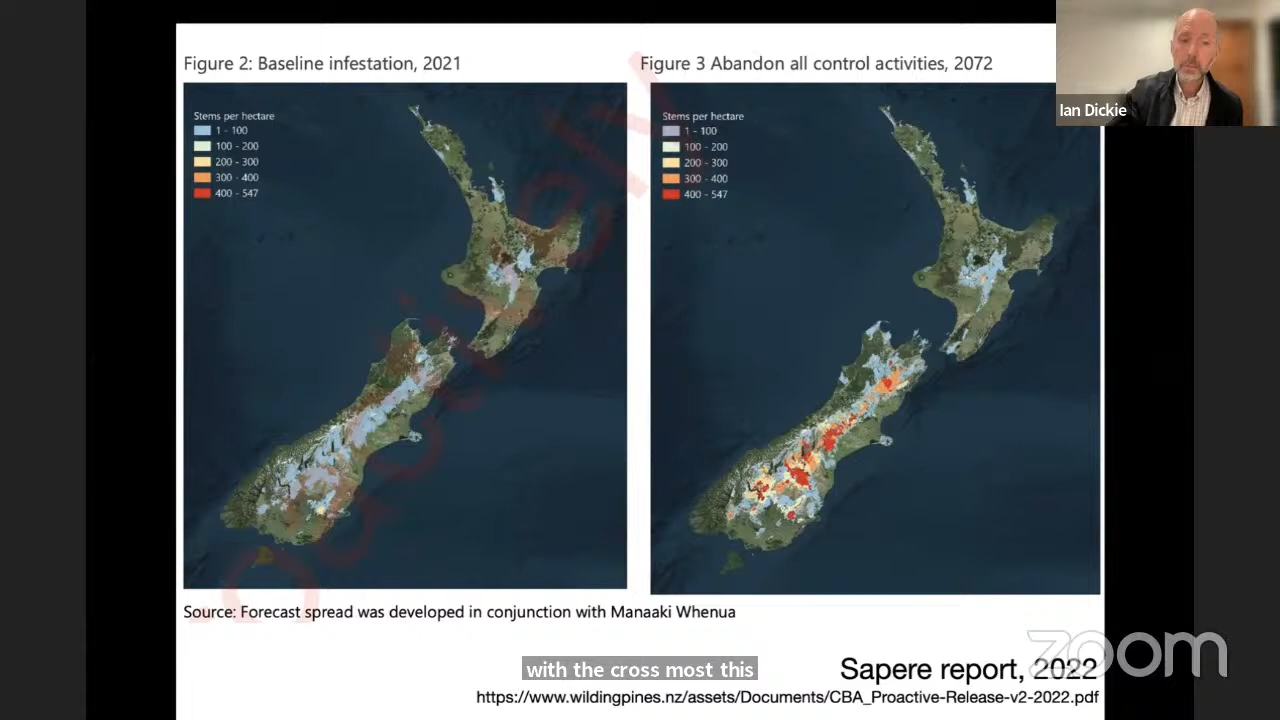 Figure 2: Baseline infestation, 2021
Stems per hectare
1 - 100
100 - 200
200 - 300
300 - 400
400 - 547
Figure 3 Abandon all control activities, 2072
Stems per hectare
1 - 100
100 - 200
200 - 300
300 - 400
400 - 547
Ian Dickie
Source: Forecast spread was developed in conjunction with Manaaki Whenua
with the cross most this
Sapere report, 2022
zoom
https://www.wildingpines.nz/assets/Documents/CBA_Proactive-Release-v2-2022.pdf